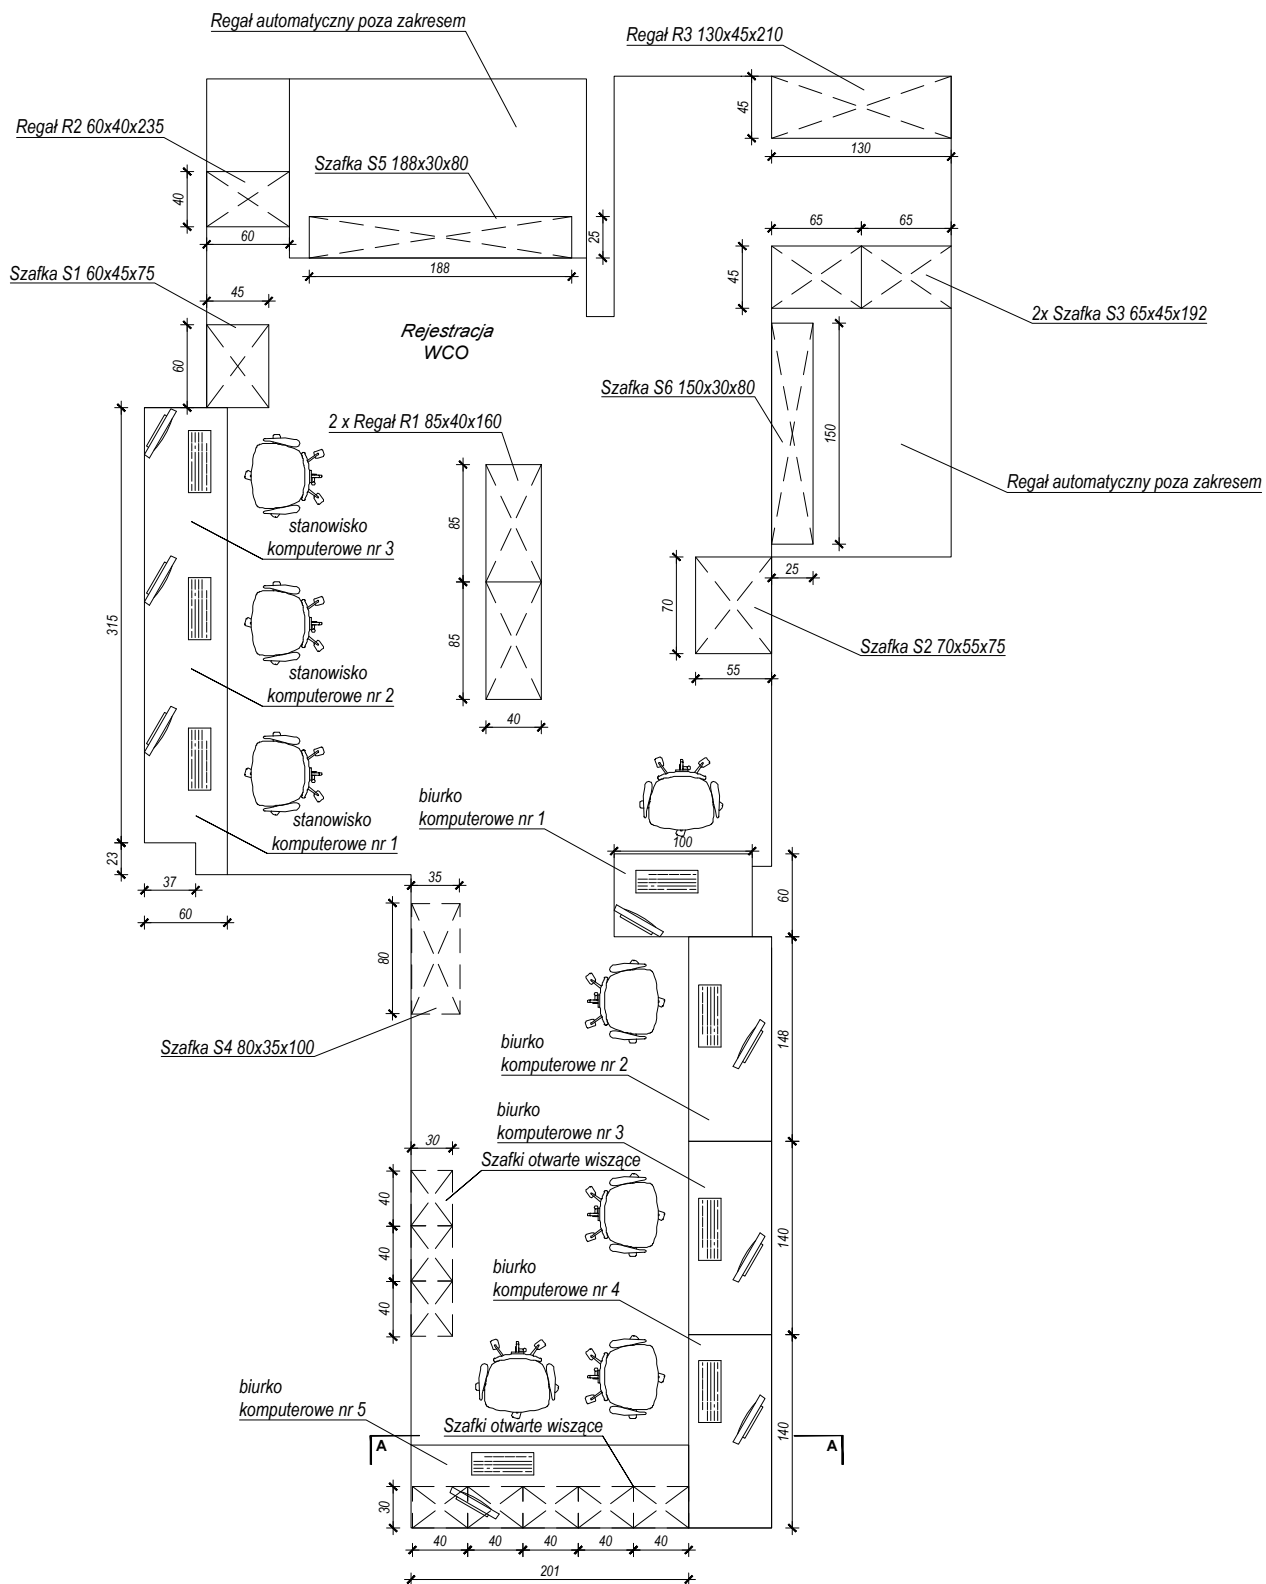 Regał automatyczny poza zakresem
Regał R3 130x45x210
45
130
Regał R2 60x40x235
40
60
Szafka S5 188x30x80
25
188
65
65
45
2x Szafka S3 65x45x192
Szafka S1 60x45x75
45
60
Rejestracja
WCO
Szafka S6 150x30x80
150
25
Regał automatyczny poza zakresem
2 x Regał R1 85x40x160
85
85
40
stanowisko
komputerowe nr 3
315
stanowisko
komputerowe nr 2
70
55
Szafka S2 70x55x75
stanowisko
komputerowe nr 1
23
37
60
biurko
komputerowe nr 1
100
60
35
80
Szafka S4 80x35x100
biurko
komputerowe nr 2
148
biurko
komputerowe nr 3
140
30
Szafki otwarte wiszące
40
40
40
biurko
komputerowe nr 4
140
biurko
komputerowe nr 5
Szafki otwarte wiszące
A
A
30
40
40
40
40
40
201